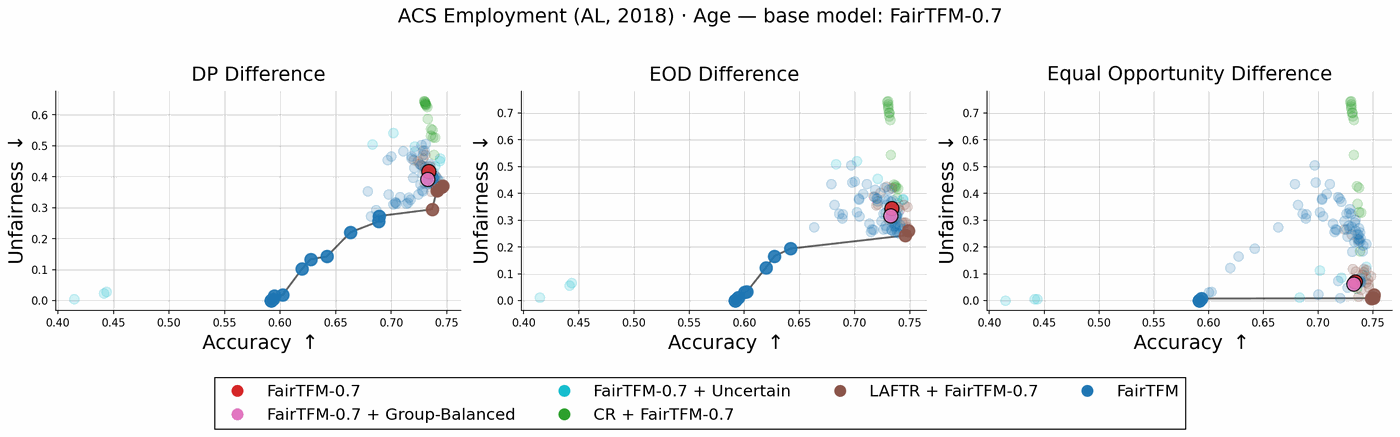 ACS Employment (AL, 2018) · Age — base model: FairTFM-0.7
DP Difference
EOD Difference
Equal Opportunity Difference
Unfairness ↓
0.6
0.5
0.4
0.3
0.2
0.1
0.0
0.40 0.45 0.50 0.55 0.60 0.65 0.70 0.75
Accuracy ↑
Unfairness ↓
0.7
0.6
0.5
0.4
0.3
0.2
0.1
0.0
0.40 0.45 0.50 0.55 0.60 0.65 0.70 0.75
Accuracy ↑
Unfairness ↓
0.7
0.6
0.5
0.4
0.3
0.2
0.1
0.0
0.40 0.45 0.50 0.55 0.60 0.65 0.70 0.75
Accuracy ↑
FairTFM-0.7 FairTFM-0.7 + Uncertain LAFTR + FairTFM-0.7 FairTFM
FairTFM-0.7 + Group-Balanced CR + FairTFM-0.7